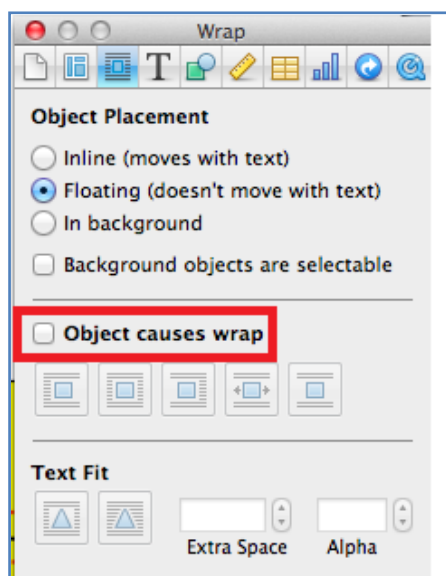 Wrap
T
Object Placement
Inline (moves with text)
Floating (doesn't move with text)
In background
Background objects are selectable
Object causes wrap
Text Fit
Extra Space Alpha